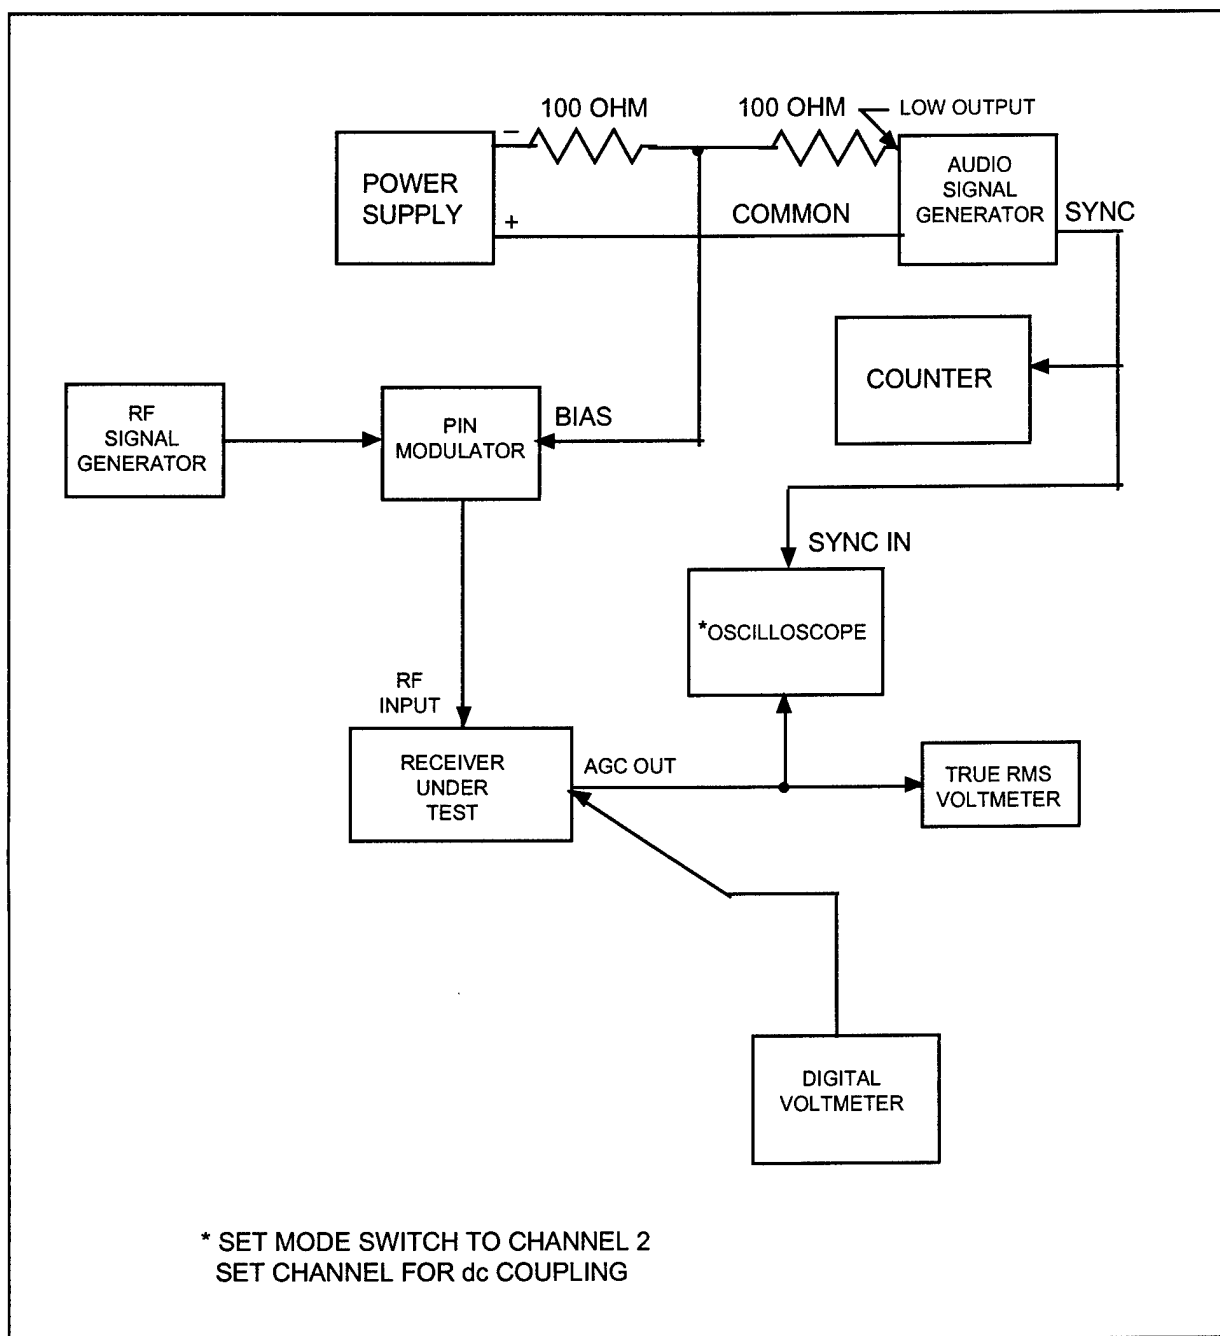 100 OHM
100 OHM
LOW OUTPUT
–
POWER
SUPPLY
+
COMMON
AUDIO
SIGNAL
GENERATOR
SYNC
COUNTER
RF
SIGNAL
GENERATOR
PIN
MODULATOR
BIAS
SYNC IN
*OSCILLOSCOPE
RF
INPUT
RECEIVER
UNDER
TEST
AGC OUT
TRUE RMS
VOLTMETER
DIGITAL
VOLTMETER
* SET MODE SWITCH TO CHANNEL 2
SET CHANNEL FOR dc COUPLING